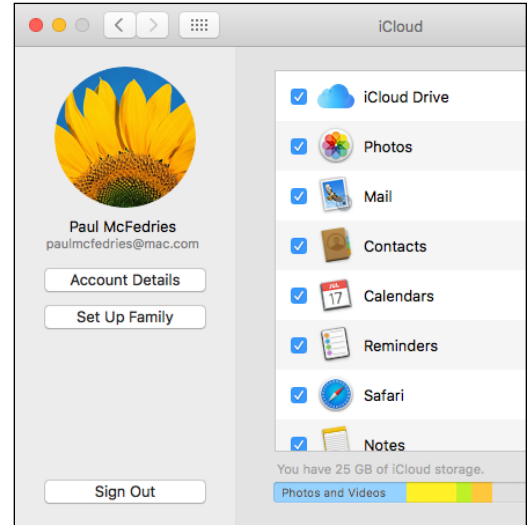 iCloud
Paul McFedries
paulmcfedries@mac.com
Account Details
Set Up Family
Sign Out
iCloud Drive
Photos
Mail
Contacts
JUL
17
Calendars
Reminders
Safari
Notes
You have 25 GB of iCloud storage.
Photos and Videos